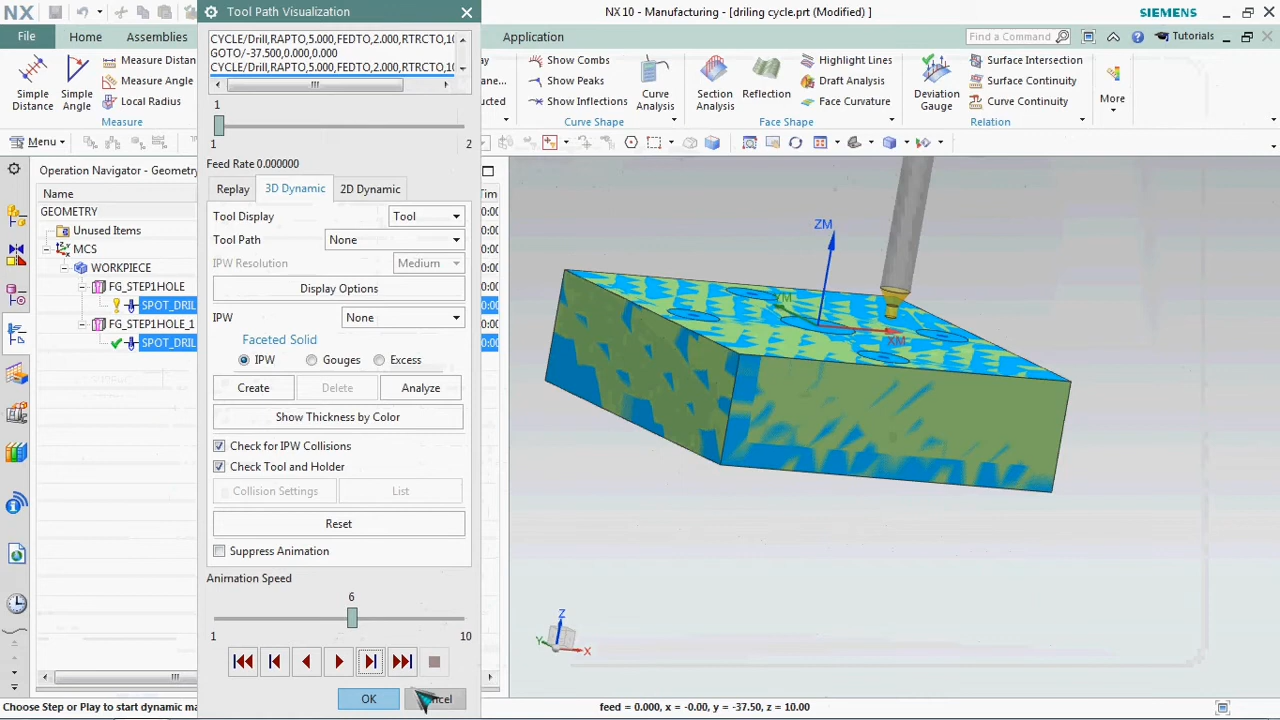 NX
Tool Path Visualization
NX 10 - Manufacturing - [driling cycle.prt (Modified) ]
SIEMENS
File
Home
Assemblies
Application
Find a Command
Tutorials
CYCLE/Drill,RAPTO,5.000,FEDTO,2.000,RTRCTO,10
GOTO/-37.500,0.000,0.000
CYCLE/Drill,RAPTO,5.000,FEDTO,2.000,RTRCTO,10
Simple Distance
Simple Angle
Measure Distan
Measure Angle
Local Radius
Measure
Show Combs
Show Peaks
Show Inflections
Curve Analysis
Curve Shape
Section Analysis
Reflection
Highlight Lines
Draft Analysis
Face Curvature
Face Shape
Deviation Gauge
Surface Intersection
Curve Continuity
Curve Continuity
Relation
More
Menu
1
1
2
Feed Rate 0.000000
Replay
3D Dynamic
2D Dynamic
Tool Display
Tool
Tool Path
None
IPW Resolution
Medium
Display Options
IPW
None
Faceted Solid
IPW
Gouges
Excess
Create
Delete
Analyze
Show Thickness by Color
Check for IPW Collisions
Check Tool and Holder
Collision Settings
List
Reset
Suppress Animation
Animation Speed
6
1
10
OK
Operation Navigator - Geometry
Name
GEOMETRY
Unused Items
MCS
WORKPIECE
FG_STEP1HOLE
SPOT_DRIL
FG_STEP1HOLE_1
SPOT_DRIL
ZM
YM
XM
Z
Y
X
Choose Step or Play to start dynamic ma
feed = 0.000, x = -0.00, y = -37.50, z = 10.00